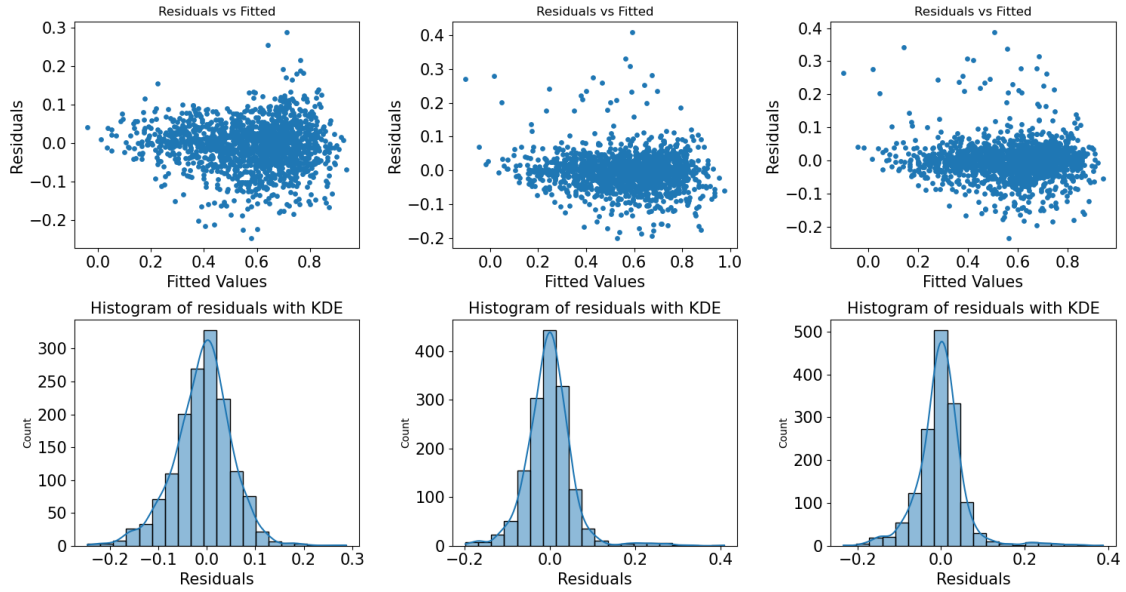 Residuals vs Fitted
Residuals
0.3
0.2
0.1
0.0
−0.1
−0.2
0.0 0.2 0.4 0.6 0.8
Fitted Values
Residuals vs Fitted
Residuals
0.4
0.3
0.2
0.1
0.0
−0.1
−0.2
0.0 0.2 0.4 0.6 0.8 1.0
Fitted Values
Residuals vs Fitted
Residuals
0.4
0.3
0.2
0.1
0.0
−0.1
−0.2
0.0 0.2 0.4 0.6 0.8
Fitted Values
Histogram of residuals with KDE
Count
300
250
200
150
100
50
0
−0.2 −0.1 0.0 0.1 0.2 0.3
Residuals
Histogram of residuals with KDE
Count
400
300
200
100
0
−0.2 0.0 0.2 0.4
Residuals
Histogram of residuals with KDE
Count
500
400
300
200
100
0
−0.2 0.0 0.2 0.4
Residuals